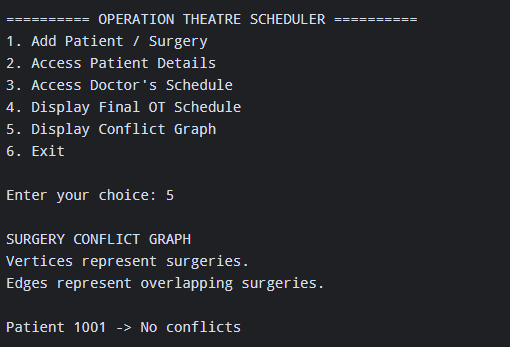 ========== OPERATION THEATRE SCHEDULER ==========
1. Add Patient / Surgery
2. Access Patient Details
3. Access Doctor's Schedule
4. Display Final OT Schedule
5. Display Conflict Graph
6. Exit
Enter your choice: 5
SURGERY CONFLICT GRAPH
Vertices represent surgeries.
Edges represent overlapping surgeries.
Patient 1001 -> No conflicts